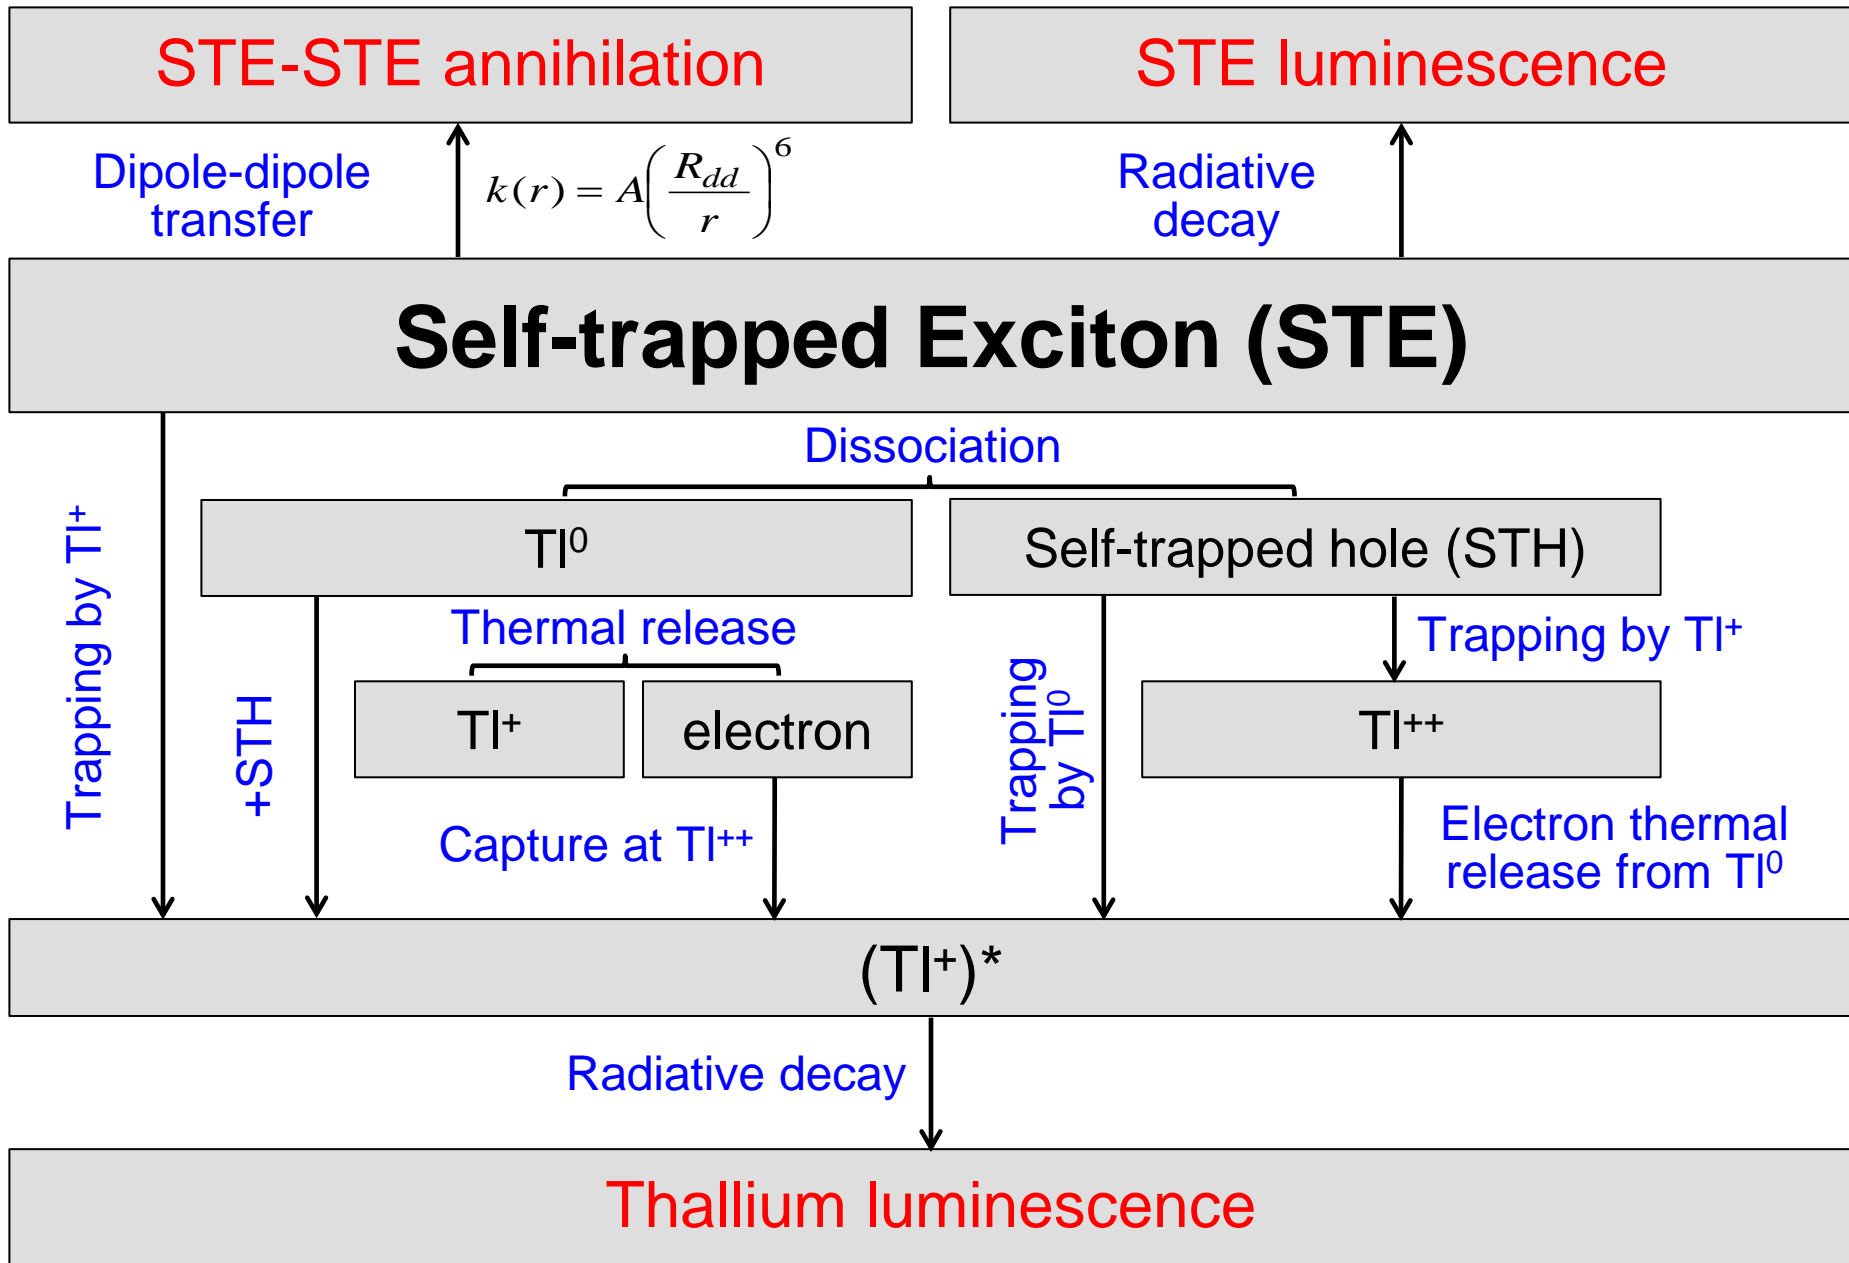 STE-STE annihilation
STE luminescence
Dipole-dipole
transfer
k(r) = A(R_dd / r)^6
Radiative
decay
Self-trapped Exciton (STE)
Dissociation
Trapping by Tl⁺
Tl⁰
Self-trapped hole (STH)
+STH
Thermal release
Trapping
by Tl⁰
Trapping by Tl⁺
Tl⁺
electron
Tl⁺⁺
Capture at Tl⁺⁺
Electron thermal
release from Tl⁰
(Tl⁺)*
Radiative decay
Thallium luminescence